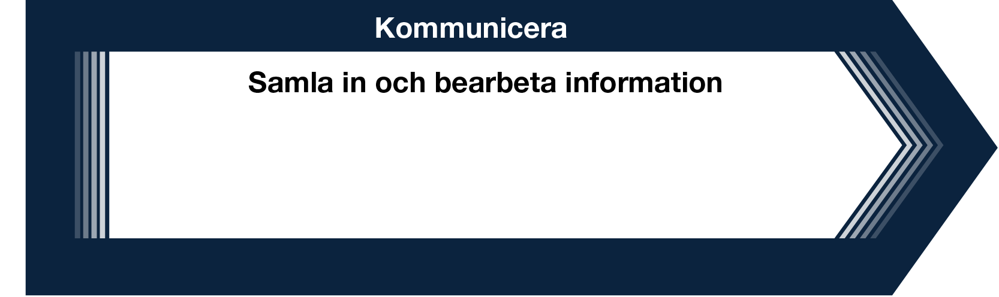 Kommunicera
Samla in och bearbeta information